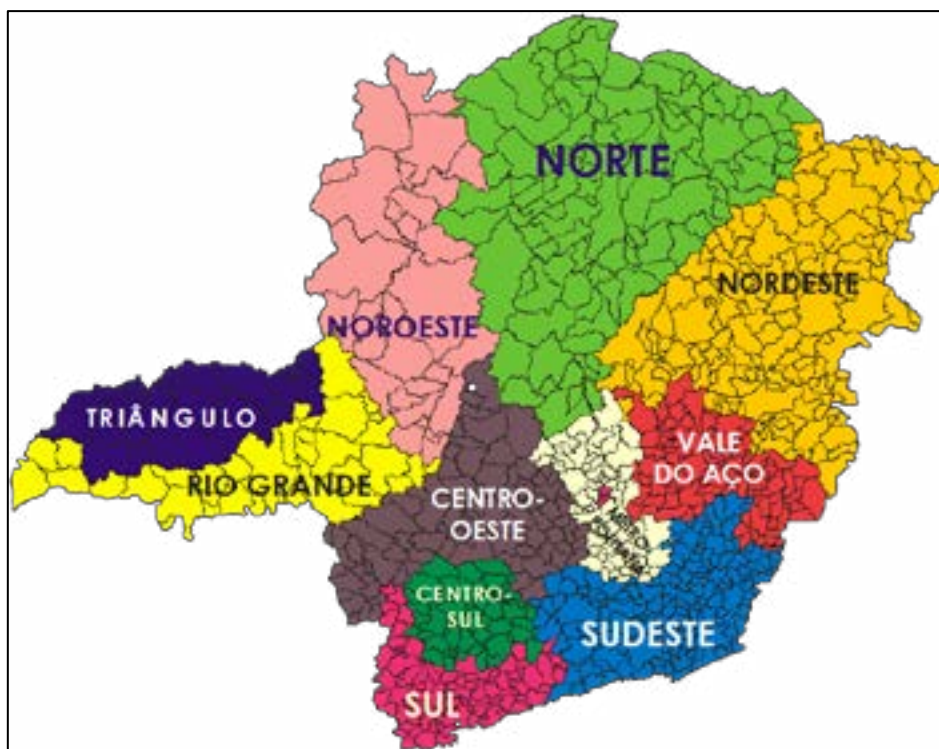 NORTE
NORDESTE
NOROESTE
TRIÂNGULO
VALE
DO AÇO
RIO GRANDE
CENTRO-
OESTE
CENTRO-
SUL
SUDESTE
SUL